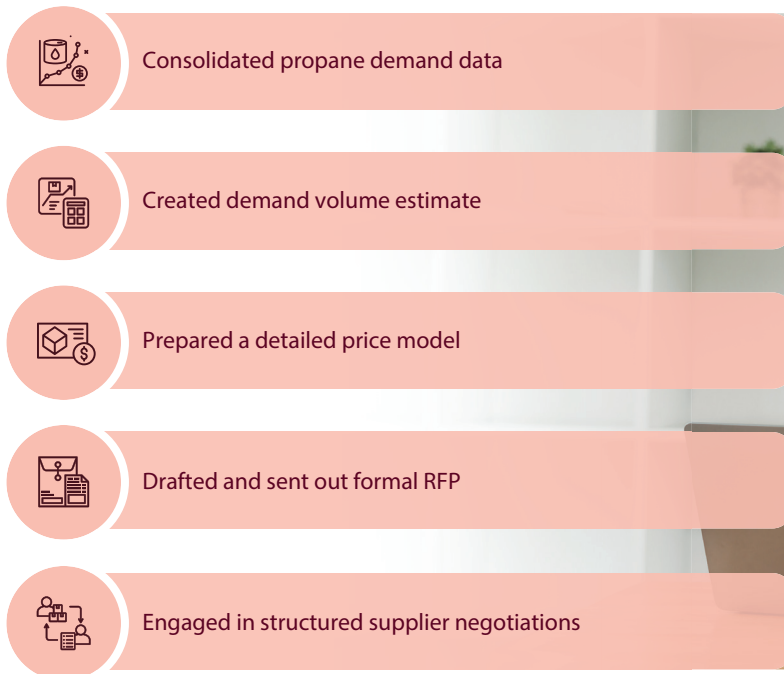 Consolidated propane demand data
Created demand volume estimate
Prepared a detailed price model
Drafted and sent out formal RFP
Engaged in structured supplier negotiations